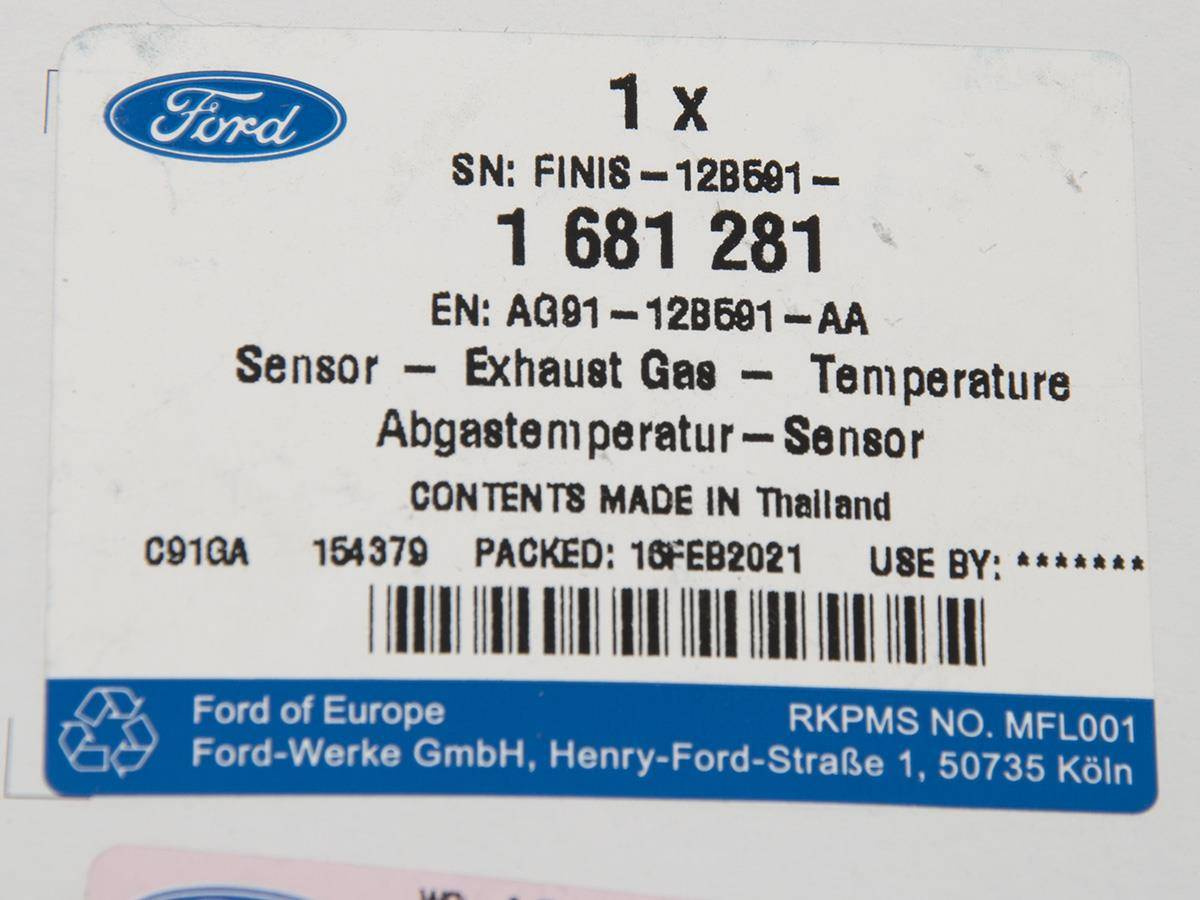 Ford
1 x
SN: FINIS-12B591-
1 681 281
EN: AG91-12B591-AA
Sensor - Exhaust Gas - Temperature
Abgastemperatur-Sensor
CONTENTS MADE IN Thailand
C91GA 154379 PACKED: 16FEB2021 USE BY: *******
Ford of Europe
RKPMS NO. MFL001
Ford-Werke GmbH, Henry-Ford-Straße 1, 50735 Köln